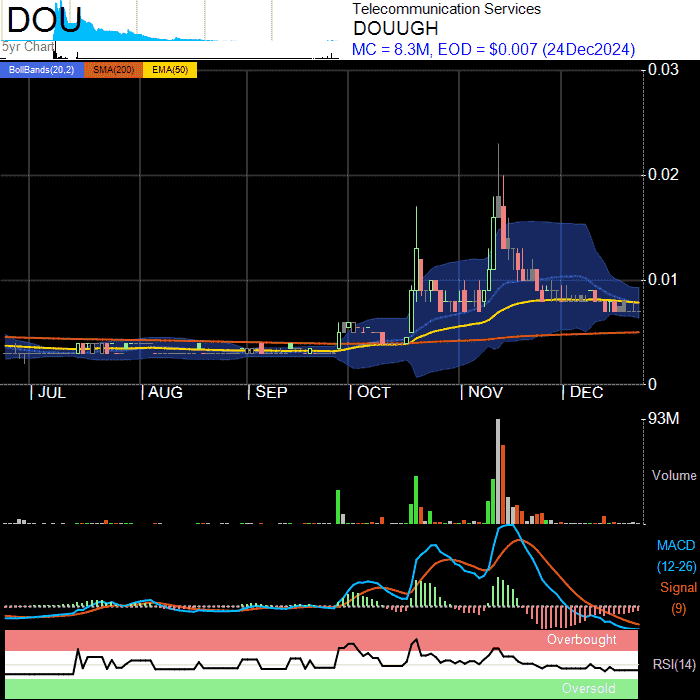 DOU
5yr Chart
Telecommunication Services
DOUUGH
MC = 8.3M, EOD = $0.007 (24Dec2024)
BollBands(20,2) SMA(200) EMA(50)
0.03
0.02
0.01
0
JUL AUG SEP OCT NOV DEC
93M
Volume
MACD
(12-26)
Signal
(9)
Overbought
RSI(14)
Oversold